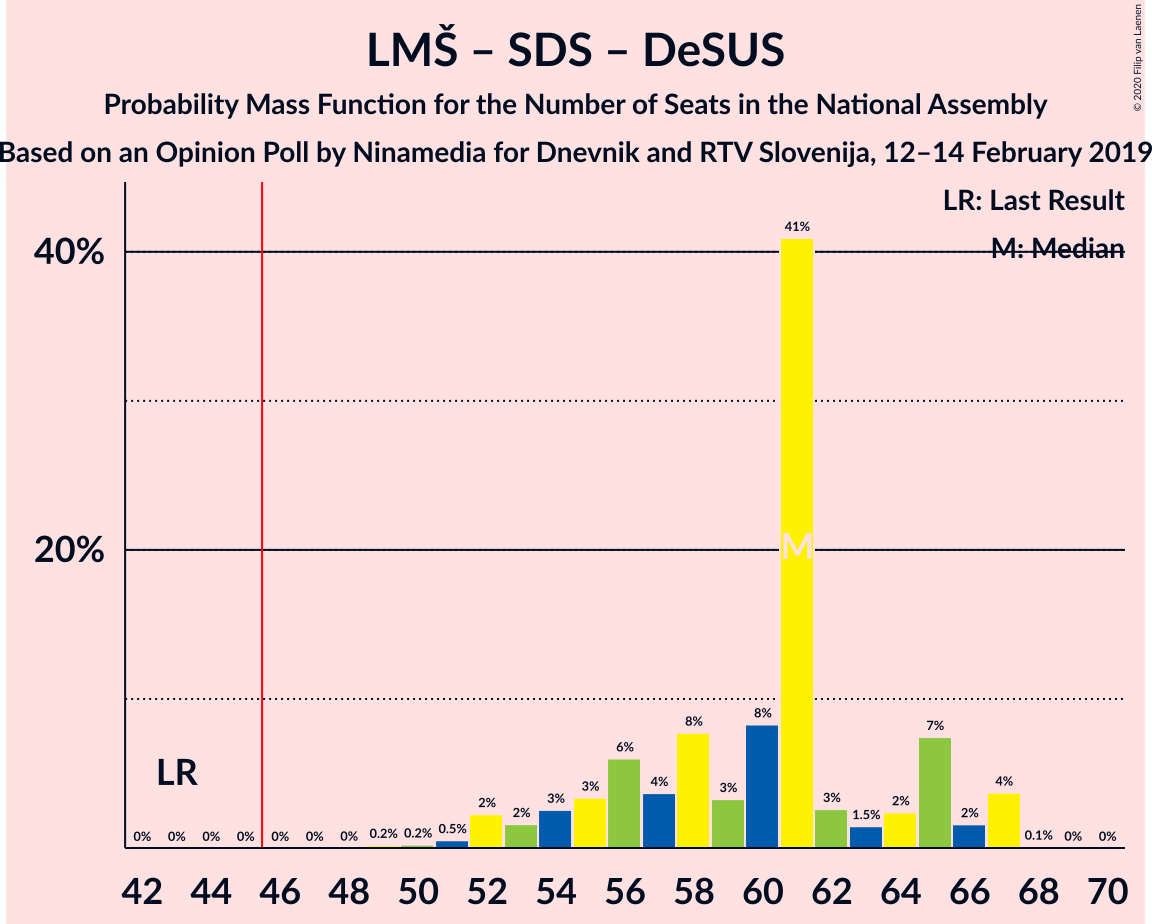 LMŠ – SDS – DeSUS
Probability Mass Function for the Number of Seats in the National Assembly
Based on an Opinion Poll by Ninamedia for Dnevnik and RTV Slovenija, 12–14 February 2019
© 2020 Filip van Laenen
LR: Last Result
M: Median
40%
20%
41%
M
LR
0% 0% 0% 0% 0% 0% 0% 0.2% 0.2% 0.5% 2% 2% 3% 3% 6% 4% 8% 3% 8% 3% 1.5% 2% 7% 2% 4% 0.1% 0% 0%
42 44 46 48 50 52 54 56 58 60 62 64 66 68 70